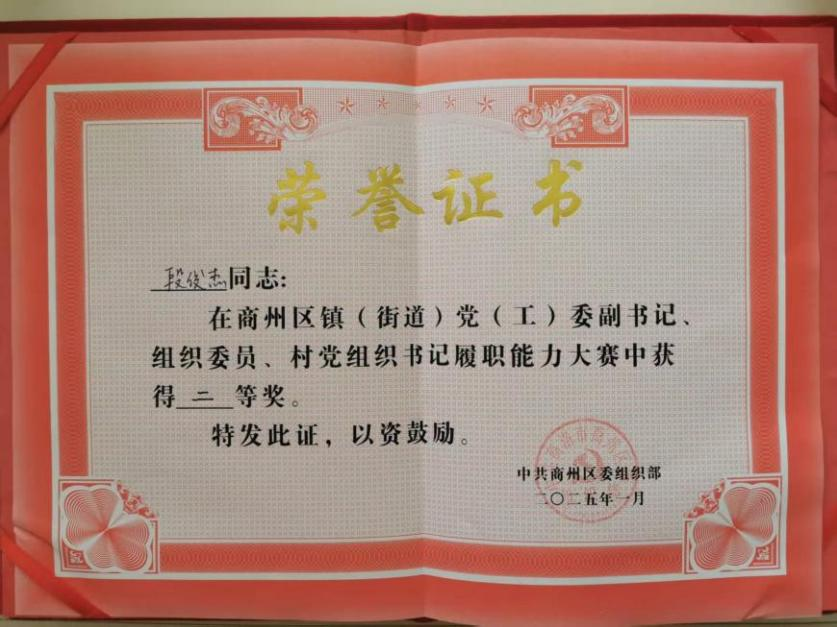 荣誉证书
段俊杰同志：
在商州区镇（街道）党（工）委副书记、
组织委员、村党组织书记履职能力大赛中获
得二等奖。
特发此证，以资鼓励。
中共商州区委组织部
二〇二五年一月